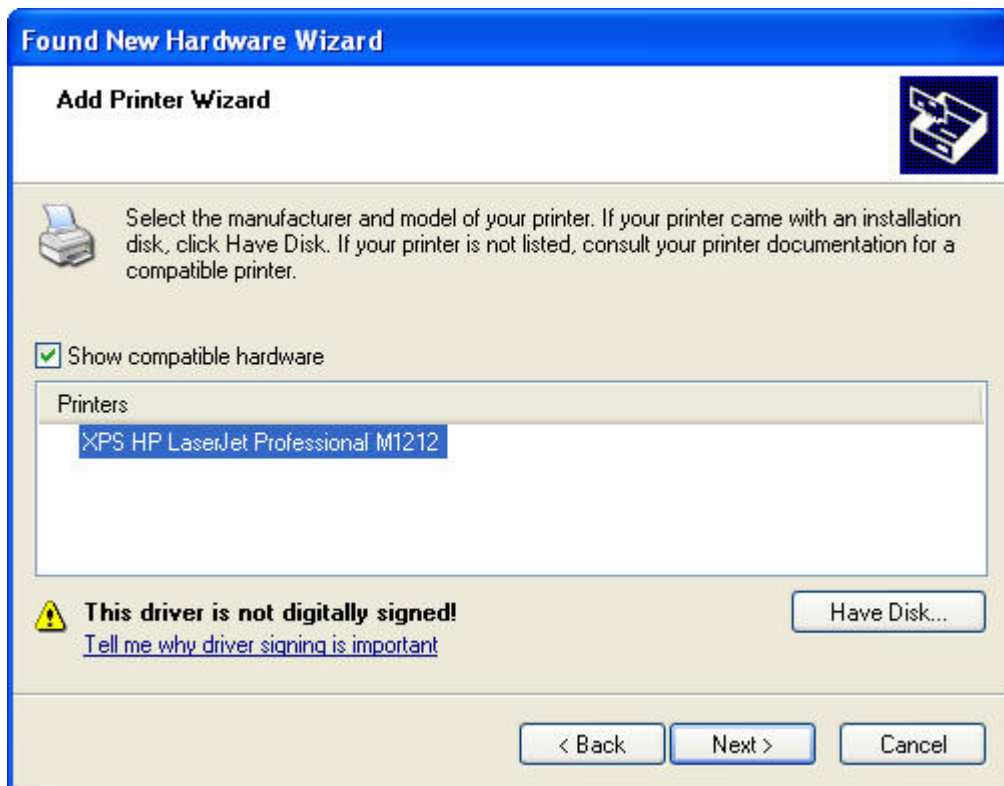 Found New Hardware Wizard
Add Printer Wizard
Select the manufacturer and model of your printer. If your printer came with an installation
disk, click Have Disk. If your printer is not listed, consult your printer documentation for a
compatible printer.
Show compatible hardware
Printers
XPS HP LaserJet Professional M1212
This driver is not digitally signed!
Have Disk...
Tell me why driver signing is important
< Back
Next >
Cancel